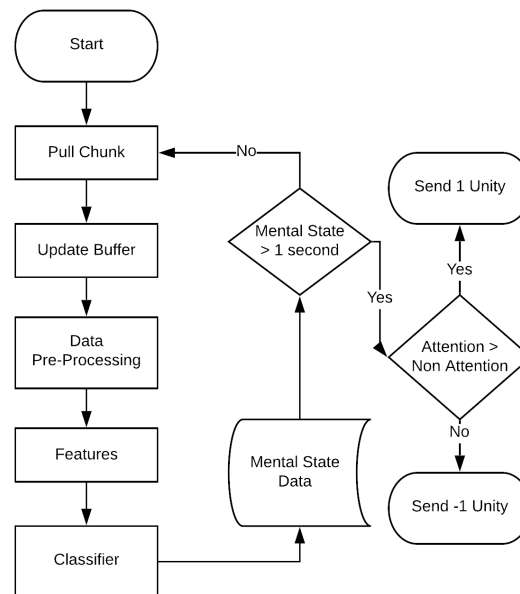 Start
Pull Chunk
No
Send 1 Unity
Mental State
> 1 second
Update Buffer
Yes
Yes
Data
Pre-Processing
Attention >
Non Attention
No
Features
Mental State
Data
Send -1 Unity
Classifier